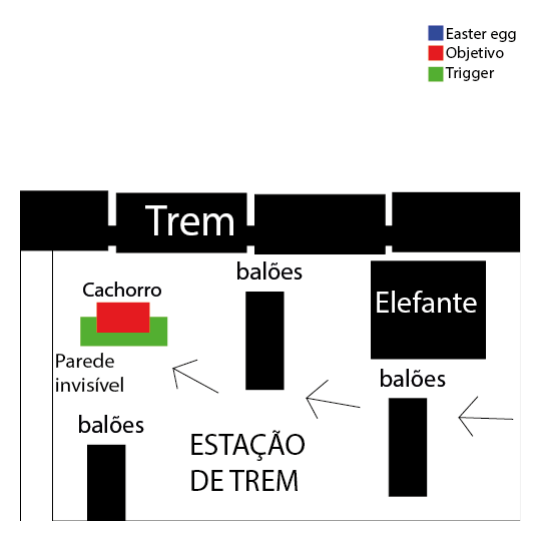 Easter egg
Objetivo
Trigger
Trem
balões
Cachorro
Elefante
Parede
invisível
balões
balões
ESTAÇÃO
DE TREM